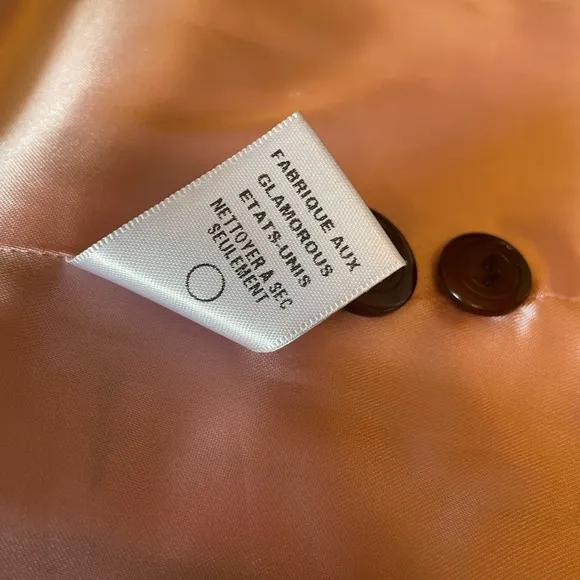 FABRIQUE AUX
GLAMOROUS
ETATS-UNIS
NETTOYER A SEC
SEULEMENT